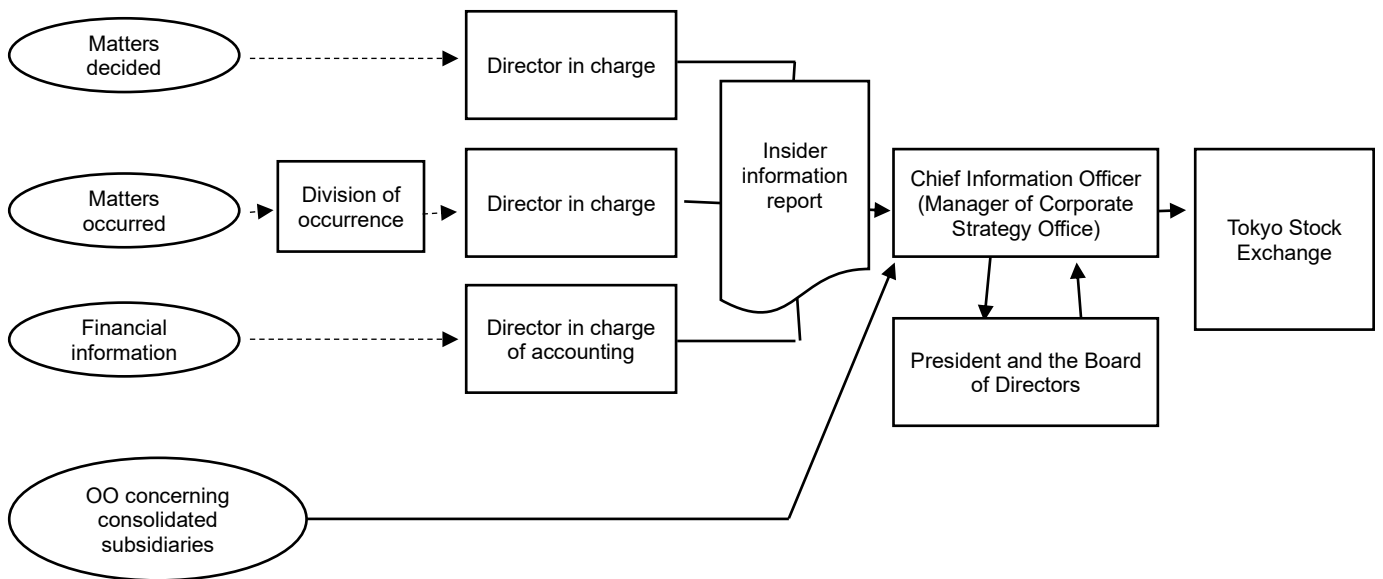 Matters
decided
Director in charge
Matters
occurred
Division of
occurrence
Director in charge
Insider
information
report
Chief Information Officer
(Manager of Corporate
Strategy Office)
Tokyo Stock
Exchange
Financial
information
Director in charge
of accounting
President and the Board
of Directors
OO concerning
consolidated
subsidiaries